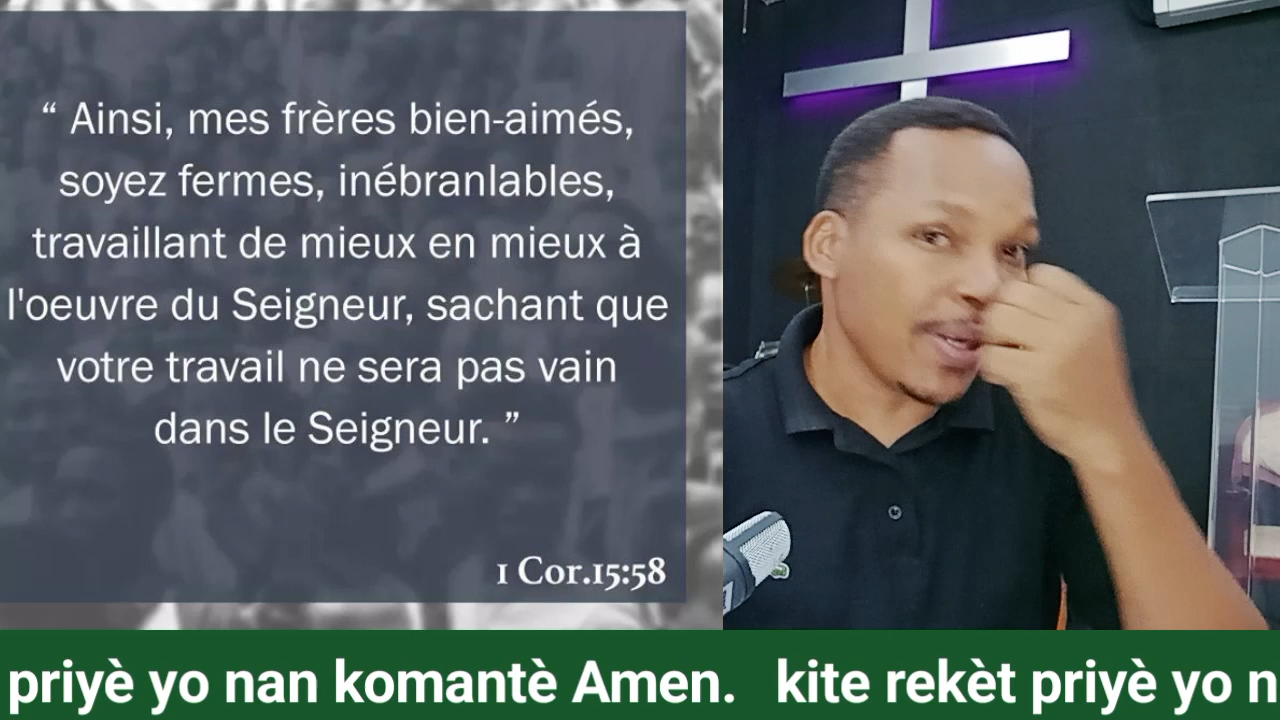 “ Ainsi, mes frères bien-aimés,
soyez fermes, inébranlables,
travaillant de mieux en mieux à
l'oeuvre du Seigneur, sachant que
votre travail ne sera pas vain
dans le Seigneur. ”
1 Cor.15:58
priyè yo nan komantè Amen. kite rekèt priyè yo n